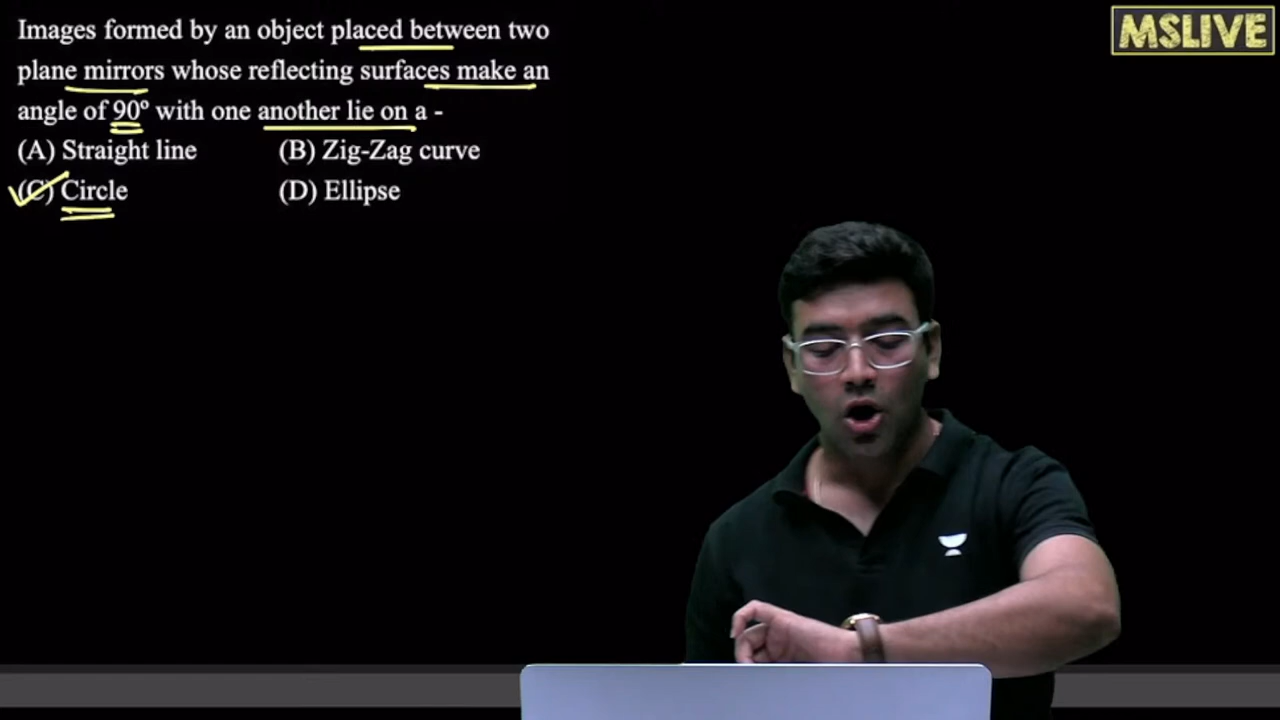 MSLIVE
Images formed by an object placed between two
plane mirrors whose reflecting surfaces make an
angle of 90º with one another lie on a -
(A) Straight line (B) Zig-Zag curve
(C) Circle (D) Ellipse